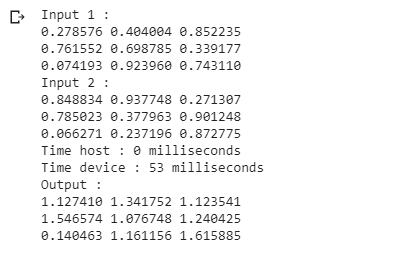 Input 1 :
0.278576 0.404004 0.852235
0.761552 0.698785 0.339177
0.074193 0.923960 0.743110
Input 2 :
0.848834 0.937748 0.271307
0.785023 0.377963 0.901248
0.066271 0.237196 0.872775
Time host : 0 milliseconds
Time device : 53 milliseconds
Output :
1.127410 1.341752 1.123541
1.546574 1.076748 1.240425
0.140463 1.161156 1.615885